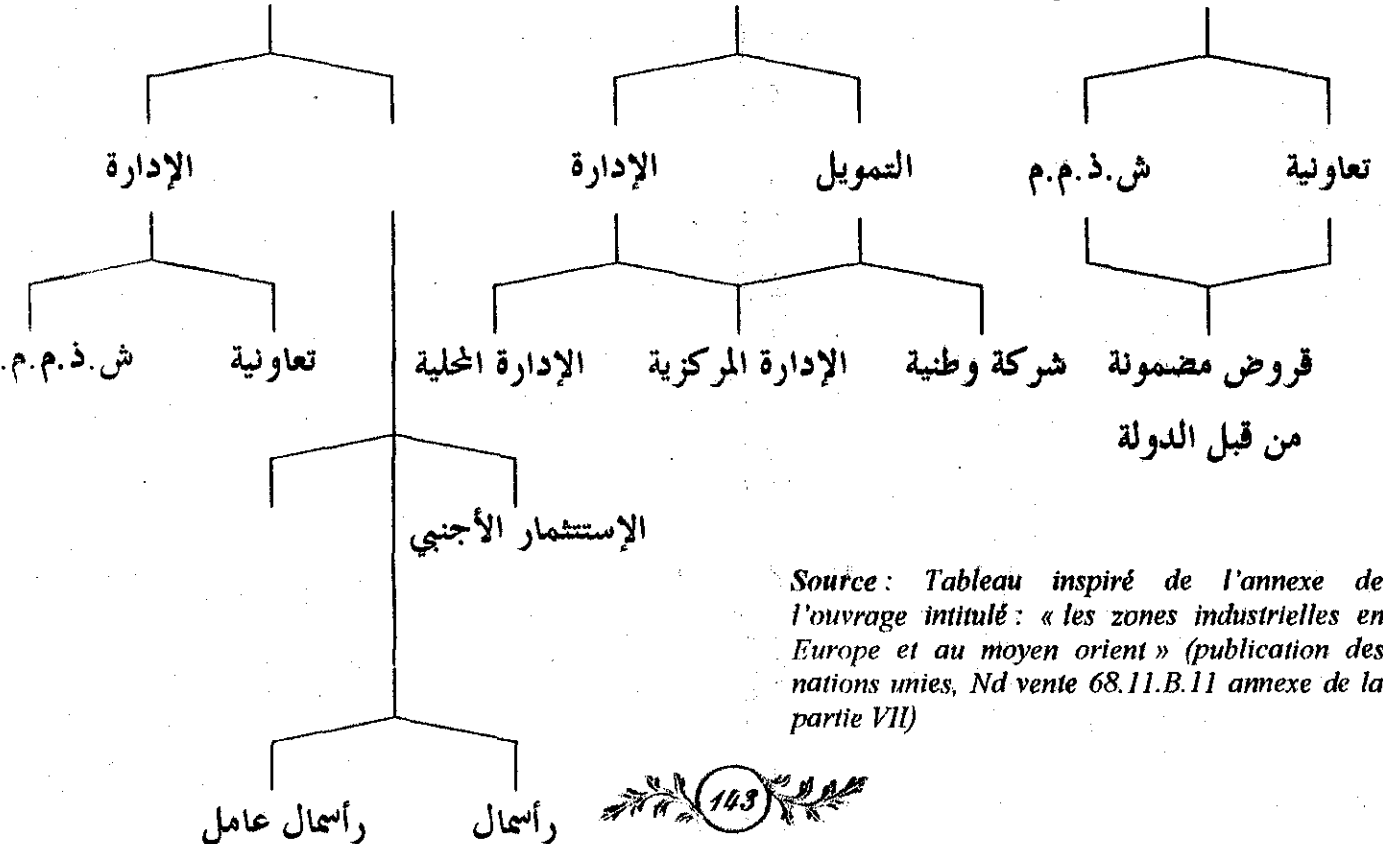 تعاونية ش.ذ.م.م التمويل الإدارة الإدارة
قروض مضمونة شركة وطنية الإدارة المركزية الإدارة المحلية تعاونية ش.ذ.م.م.
من قبل الدولة
الإستتثمار الأجنبي
Source : Tableau inspiré de l'annexe de
l'ouvrage intitulé : « les zones industrielles en
Europe et au moyen orient » (publication des
nations unies, Nd vente 68.11.B.11 annexe de la
partie VII)
رأسمال رأسمال عامل
143